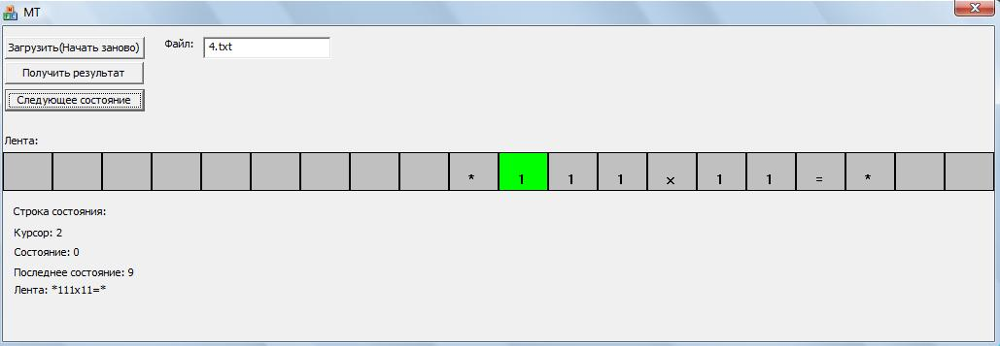 МТ
Загрузить(Начать заново)
Файл: 4.txt
Получить результат
Следующее состояние
Лента:
* 1 1 1 x 1 1 = *
Строка состояния:
Курсор: 2
Состояние: 0
Последнее состояние: 9
Лента: *111x11=*